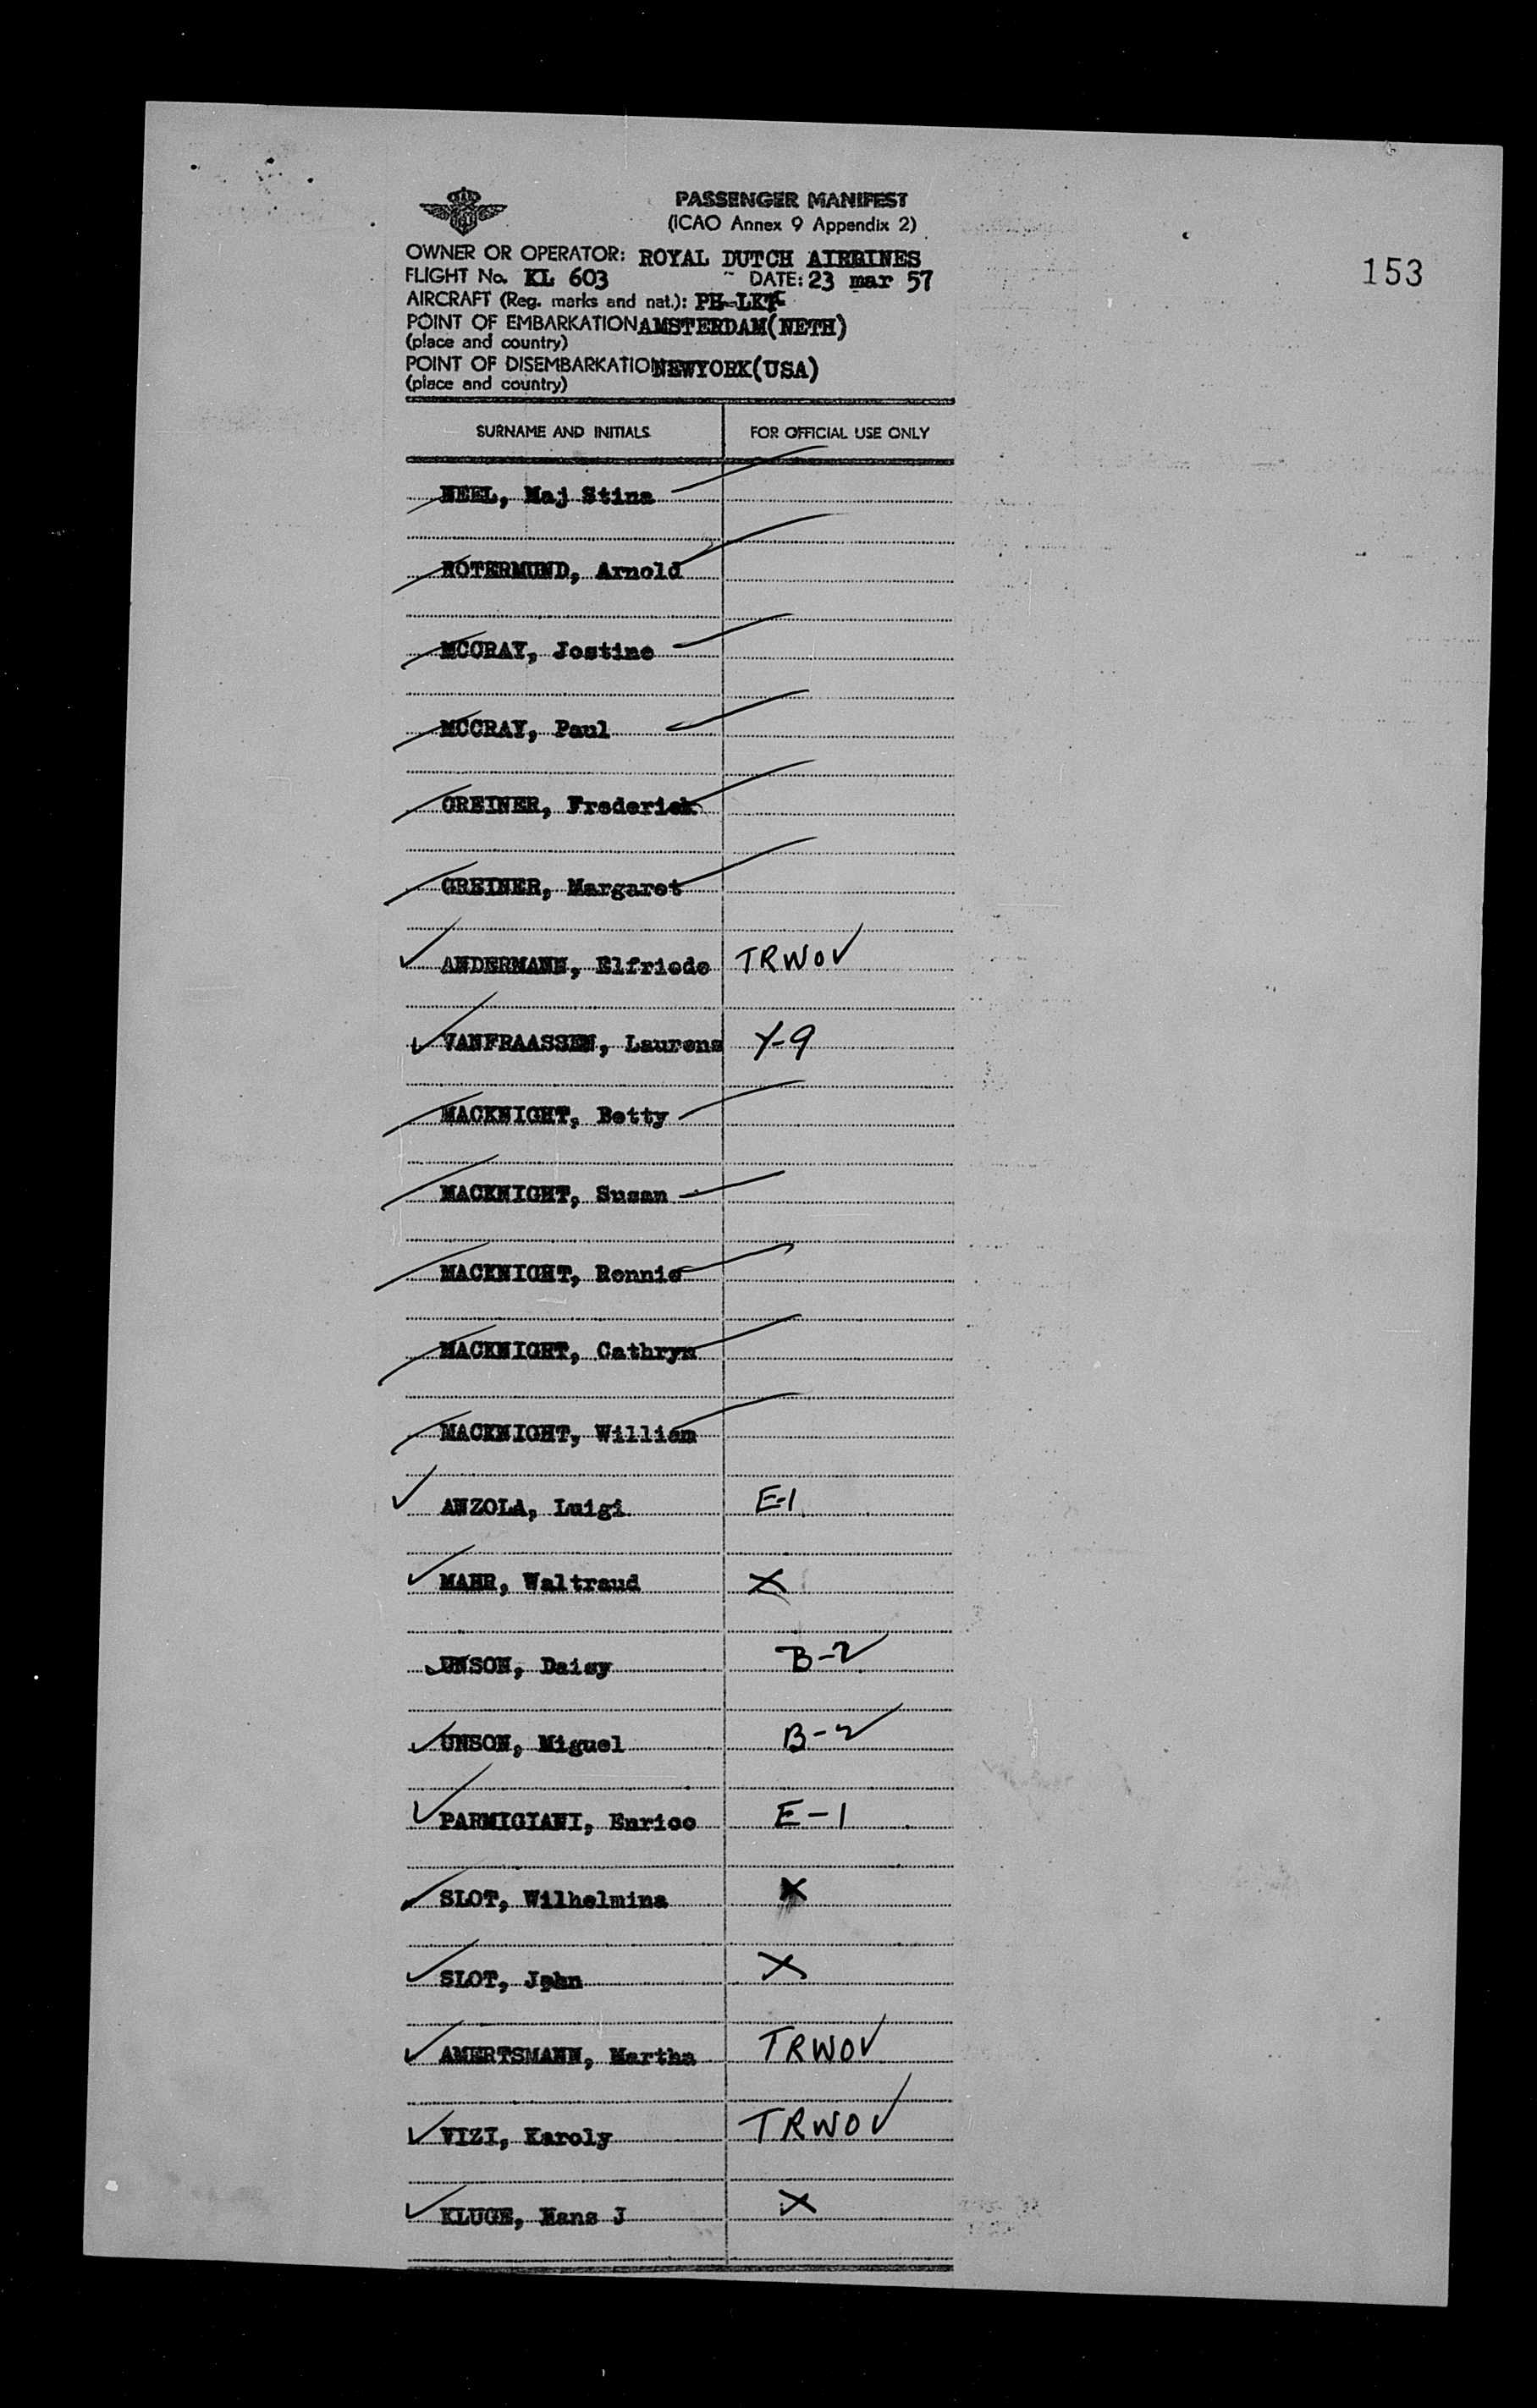 PASSENGER MANIFEST
(ICAO Annex 9 Appendix 2)
153
OWNER OR OPERATOR: ROYAL DUTCH AIRLINES
FLIGHT No. KL 603 DATE: 23 mar 57
AIRCRAFT (Reg. marks and nat.):
POINT OF EMBARKATION AMSTERDAM(NETH)
(place and country)
POINT OF DISEMBARKATION NEWYORK(USA)
(place and country)
SURNAME AND INITIALS FOR OFFICIAL USE ONLY
NEEL, Maj Stina
ROTERMUND, Arnold
MCCRAY, Jostine
MCCRAY, Paul
GREINER, Frederick
GREINER, Margaret
ANDERMANN, Elfriede TRWOV
VANFRAASSEN, Laurens Y-9
MACKNIGHT, Betty
MACKNIGHT, Susan
MACKNIGHT, Ronnie
MACKNIGHT, Cathryn
MACKNIGHT, William
ANZOLA, Luigi E-1
MAHR, Waltraud X
UNSON, Daisy B-2
UNSON, Miguel B-2
PARMIGIANI, Enrico E-1
SLOT, Wilhelmina X
SLOT, John X
AMERTSMANN, Martha TRWOV
VIZI, Karoly TRWOV
KLUGE, Hans J X